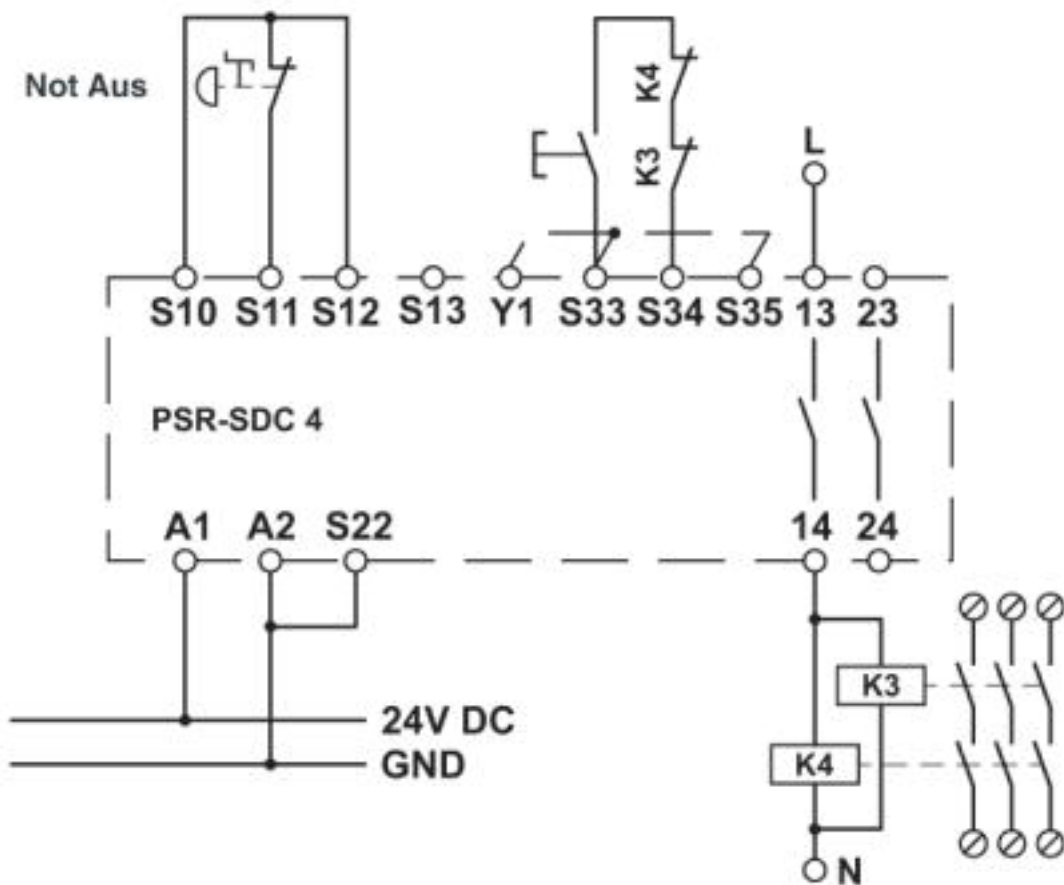 Not Aus
K4
K3
L
S10 S11 S12 S13 Y1 S33 S34 S35 13 23
PSR-SDC 4
A1 A2 S22 14 24
K3
24V DC
GND
K4
N